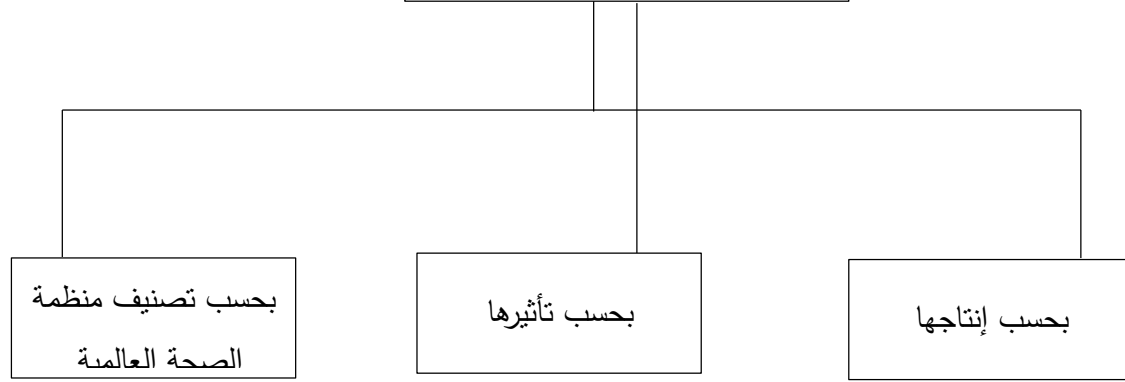 بحسب إنتاجها
بحسب تأثيرها
بحسب تصنيف منظمة
الصحة العالمية